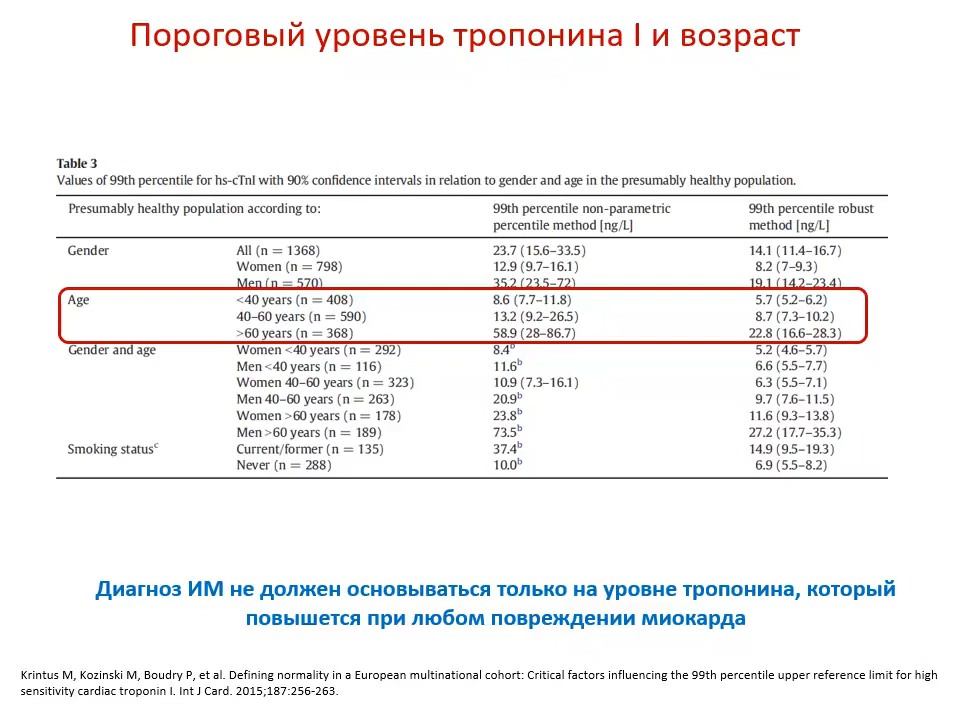 Пороговый уровень тропонина I и возраст
Table 3
Values of 99th percentile for hs-cTnI with 90% confidence intervals in relation to gender and age in the presumably healthy population.
Presumably healthy population according to: 99th percentile non-parametric percentile method [ng/L] 99th percentile robust method [ng/L]
Gender All (n = 1368) 23.7 (15.6–33.5) 14.1 (11.4–16.7)
Women (n = 798) 12.9 (9.7–16.1) 8.2 (7–9.3)
Men (n = 570) 35.2 (23.5–72) 19.1 (14.2–23.4)
Age <40 years (n = 408) 8.6 (7.7–11.8) 5.7 (5.2–6.2)
40–60 years (n = 590) 13.2 (9.2–26.5) 8.7 (7.3–10.2)
>60 years (n = 368) 58.9 (28–86.7) 22.8 (16.6–28.3)
Gender and age Women <40 years (n = 292) 8.4b 5.2 (4.6–5.7)
Men <40 years (n = 116) 11.6b 6.6 (5.5–7.7)
Women 40–60 years (n = 323) 10.9 (7.3–16.1) 6.3 (5.5–7.1)
Men 40–60 years (n = 263) 20.9b 9.7 (7.6–11.5)
Women >60 years (n = 178) 23.8b 11.6 (9.3–13.8)
Men >60 years (n = 189) 73.5b 27.2 (17.7–35.3)
Smoking statusc Current/former (n = 135) 37.4b 14.9 (9.5–19.3)
Never (n = 288) 10.0b 6.9 (5.5–8.2)
Диагноз ИМ не должен основываться только на уровне тропонина, который
повышется при любом повреждении миокарда
Krintus M, Kozinski M, Boudry P, et al. Defining normality in a European multinational cohort: Critical factors influencing the 99th percentile upper reference limit for high
sensitivity cardiac troponin I. Int J Card. 2015;187:256-263.